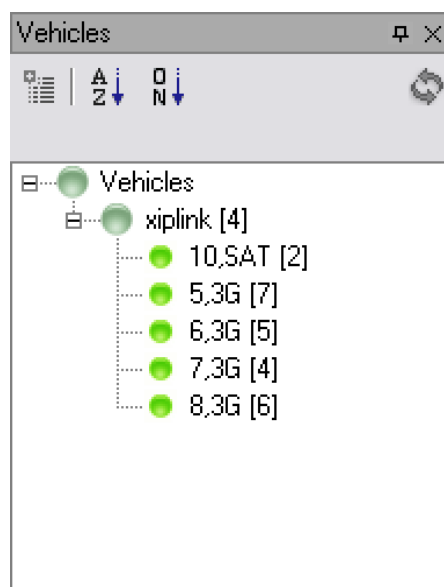 Vehicles
A Z O N
Vehicles
xiplink [4]
10,SAT [2]
5,3G [7]
6,3G [5]
7,3G [4]
8,3G [6]